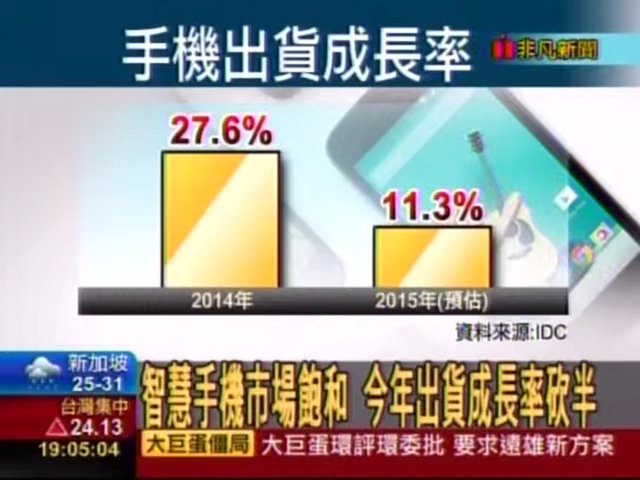 手機出貨成長率
非凡新聞
27.6%
11.3%
2014年
2015年(預估)
資料來源:IDC
新加坡
25-31
智慧手機市場飽和 今年出貨成長率砍半
台灣集中
△24.13
19:05:04
大巨蛋僵局
大巨蛋環評環委批 要求遠雄新方案